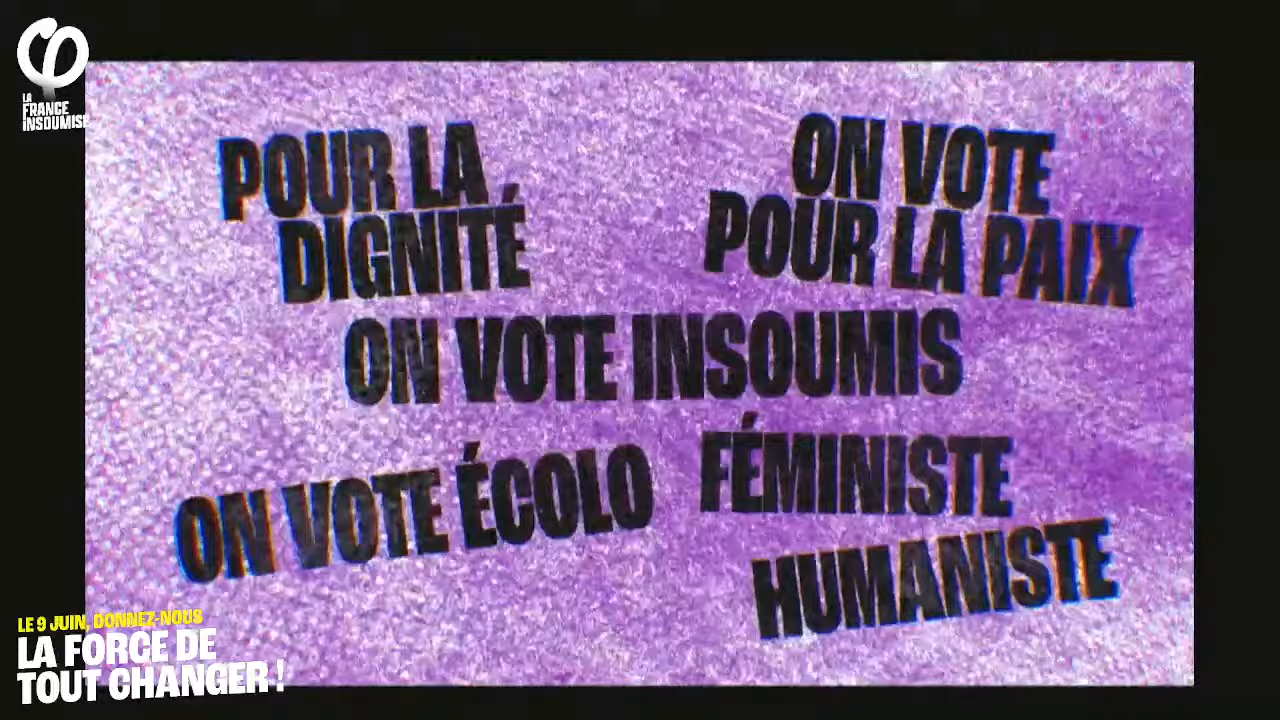 LA
FRANCE
INSOUMISE
POUR LA
DIGNITÉ
ON VOTE
POUR LA PAIX
ON VOTE INSOUMIS
ON VOTE ÉCOLO
FÉMINISTE
HUMANISTE
LE 9 JUIN, DONNEZ-NOUS
LA FORCE DE
TOUT CHANGER !